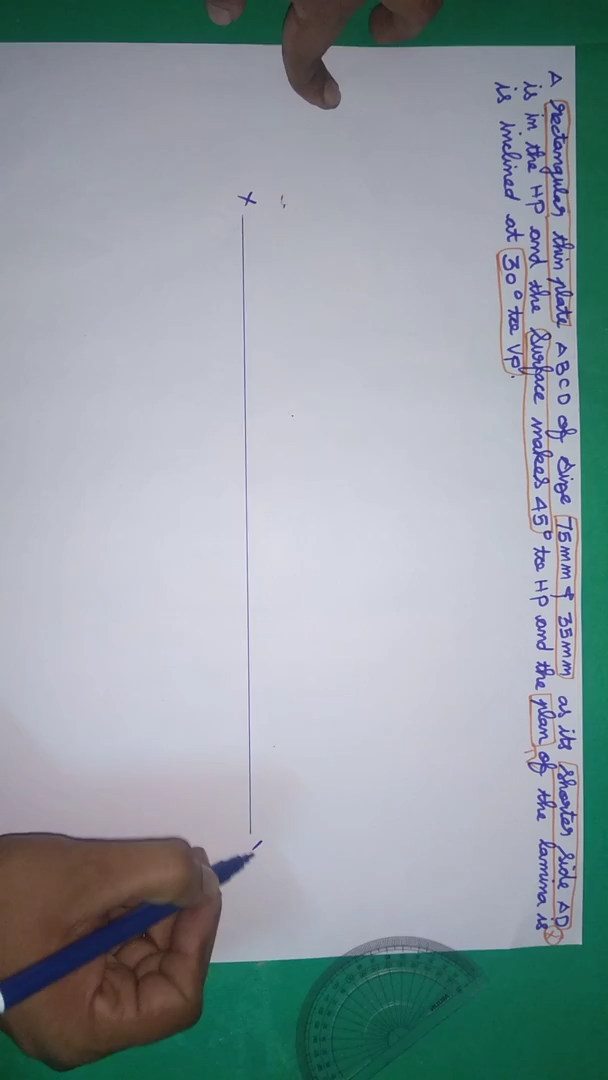 A Rectangular thin plate ABCD of size 75mm & 35mm as its shorter side AD
is in the HP and the Surface makes 45° to HP and the plan of the lamina is
is inclined at 30° to VP.
X